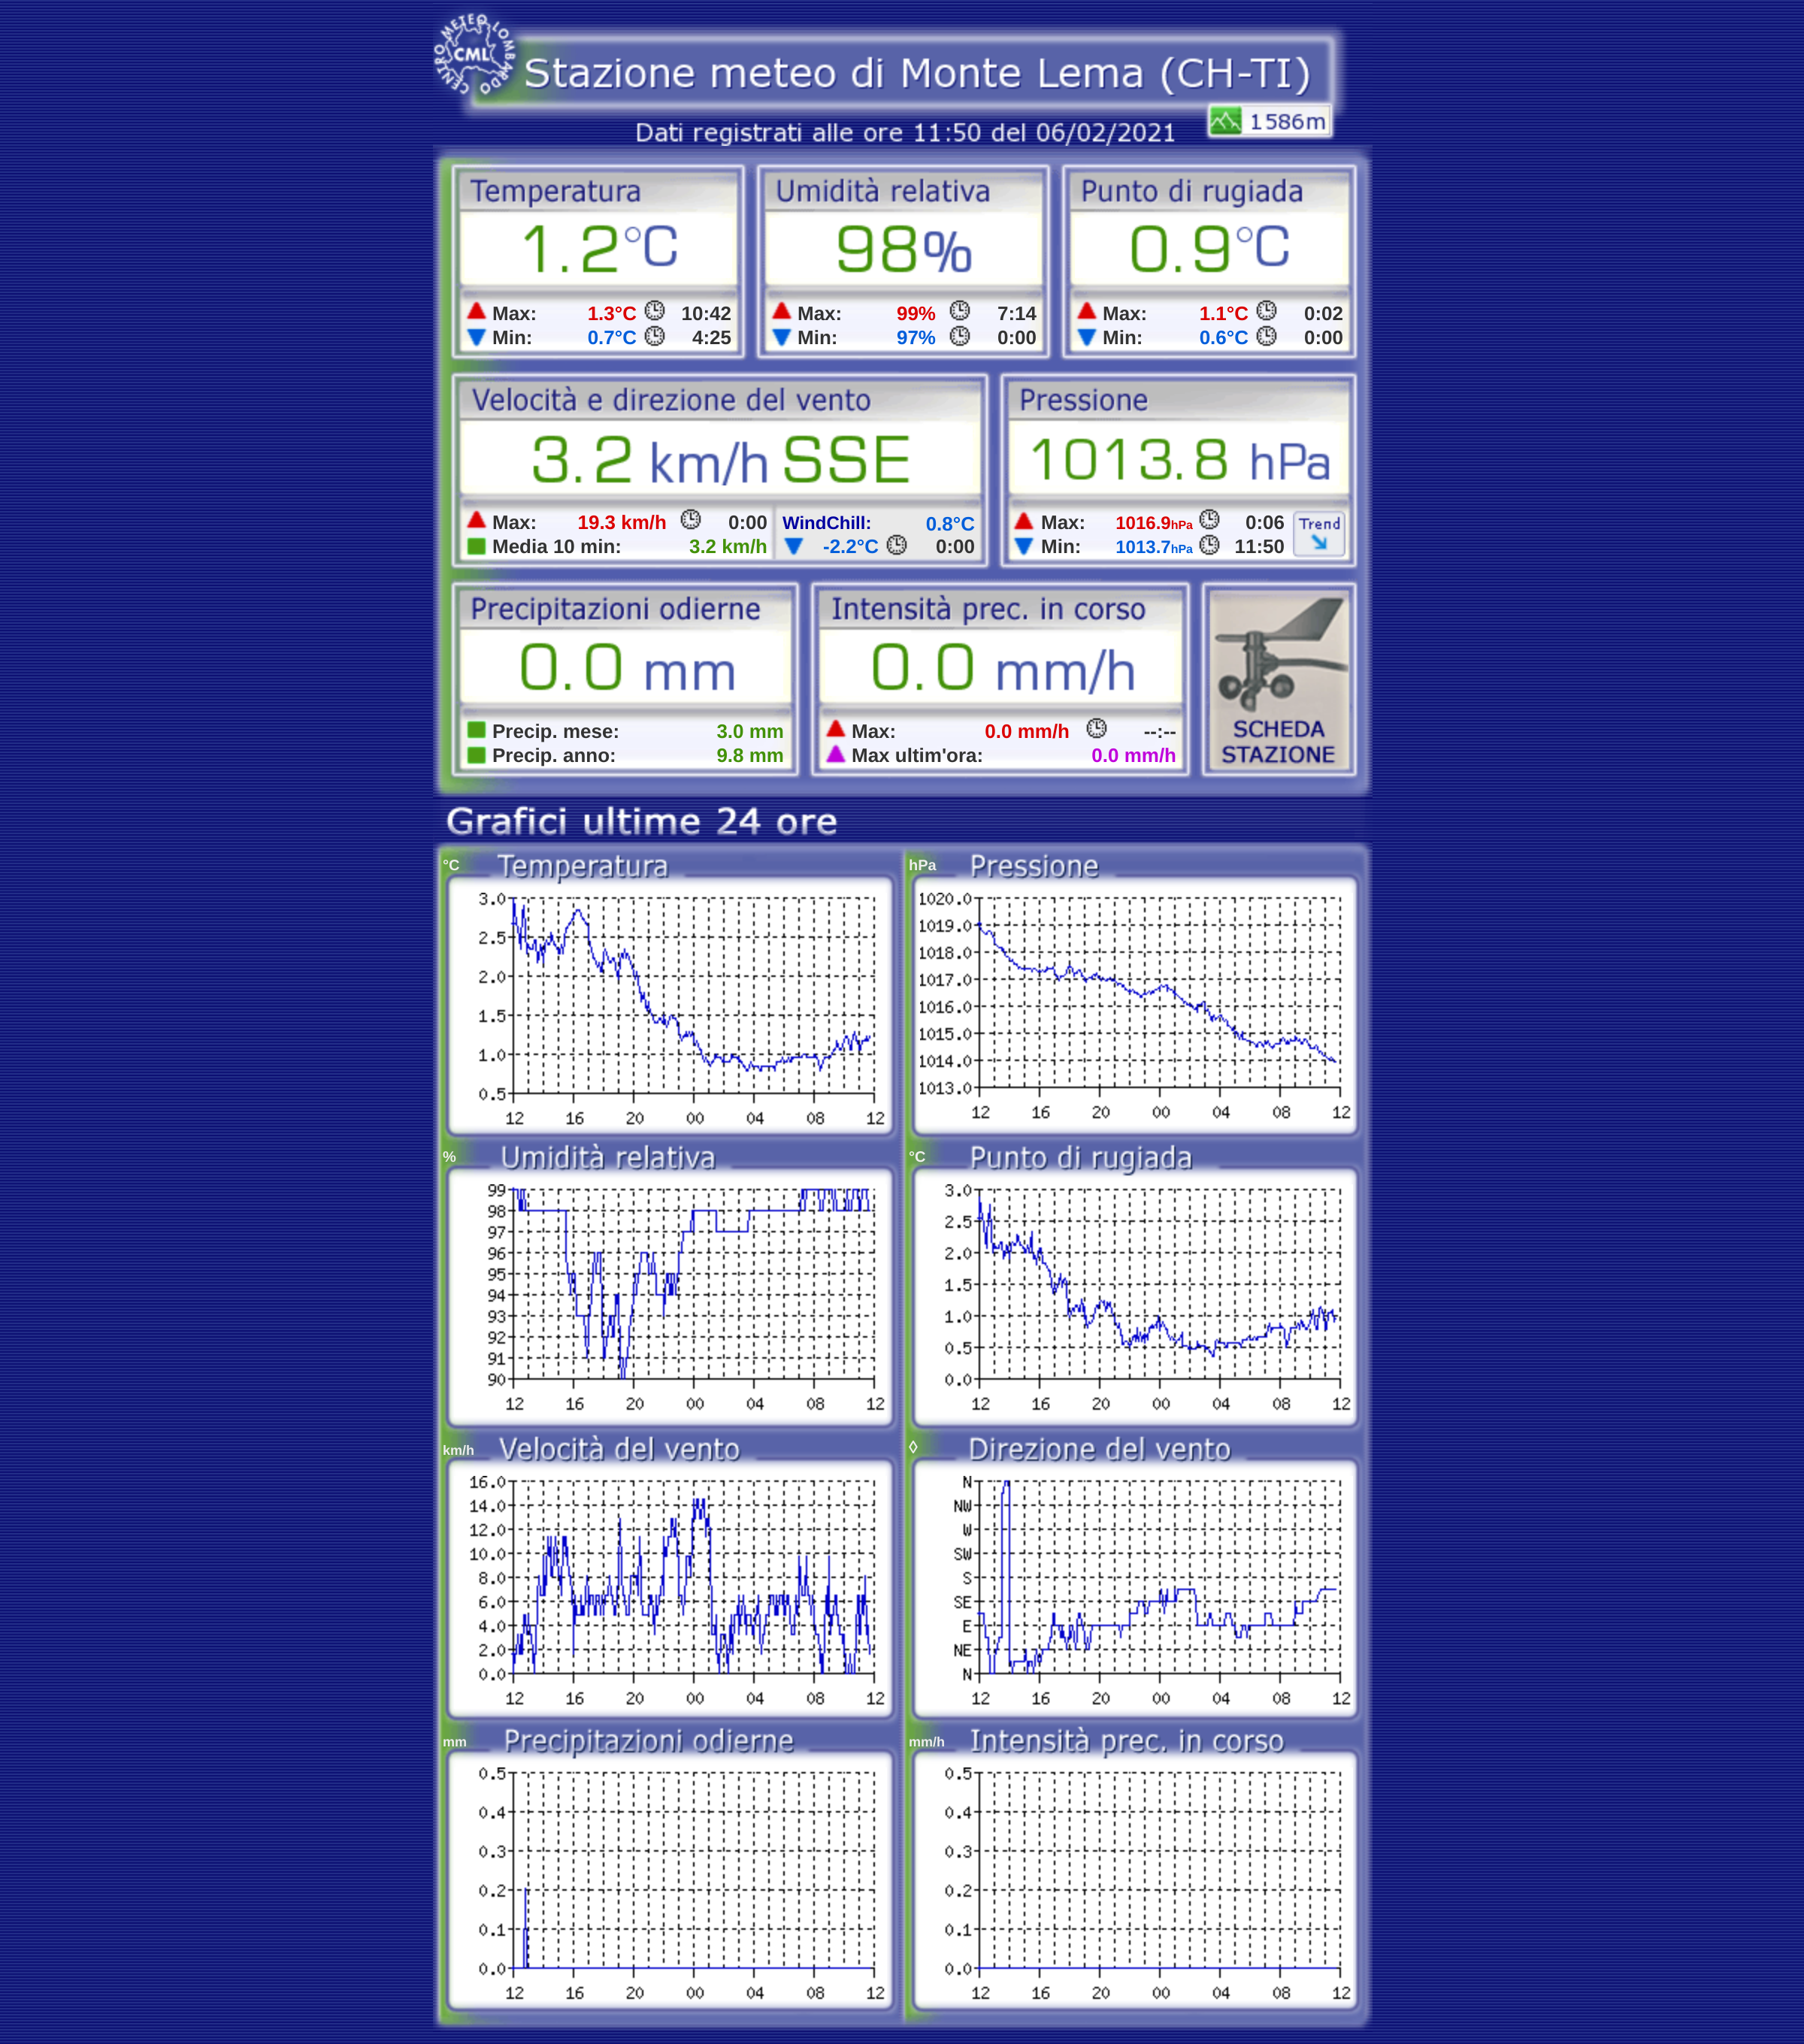 CENTRO METEO LOMBARDO
CML
Stazione meteo di Monte Lema (CH-TI)
1586m
Dati registrati alle ore 11:50 del 06/02/2021
Temperatura Umidità relativa Punto di rugiada
1.2°C 98% 0.9°C
Max: 1.3°C 10:42 Max: 99% 7:14 Max: 1.1°C 0:02
Min: 0.7°C 4:25 Min: 97% 0:00 Min: 0.6°C 0:00
Velocità e direzione del vento Pressione
3.2 km/h SSE 1013.8 hPa
Max: 19.3 km/h 0:00 WindChill: 0.8°C Max: 1016.9hPa 0:06 Trend
Media 10 min: 3.2 km/h -2.2°C 0:00 Min: 1013.7hPa 11:50
Precipitazioni odierne Intensità prec. in corso
0.0 mm 0.0 mm/h
Precip. mese: 3.0 mm Max: 0.0 mm/h --:-- SCHEDA
Precip. anno: 9.8 mm Max ultim'ora: 0.0 mm/h STAZIONE
Grafici ultime 24 ore
°C Temperatura
3.0
2.5
2.0
1.5
1.0
0.5
12 16 20 00 04 08 12
hPa Pressione
1020.0
1019.0
1018.0
1017.0
1016.0
1015.0
1014.0
1013.0
12 16 20 00 04 08 12
% Umidità relativa
99
98
97
96
95
94
93
92
91
90
12 16 20 00 04 08 12
°C Punto di rugiada
3.0
2.5
2.0
1.5
1.0
0.5
0.0
12 16 20 00 04 08 12
km/h Velocità del vento
16.0
14.0
12.0
10.0
8.0
6.0
4.0
2.0
0.0
12 16 20 00 04 08 12
◊ Direzione del vento
N
NW
W
SW
S
SE
E
NE
N
12 16 20 00 04 08 12
mm Precipitazioni odierne
0.5
0.4
0.3
0.2
0.1
0.0
12 16 20 00 04 08 12
mm/h Intensità prec. in corso
0.5
0.4
0.3
0.2
0.1
0.0
12 16 20 00 04 08 12